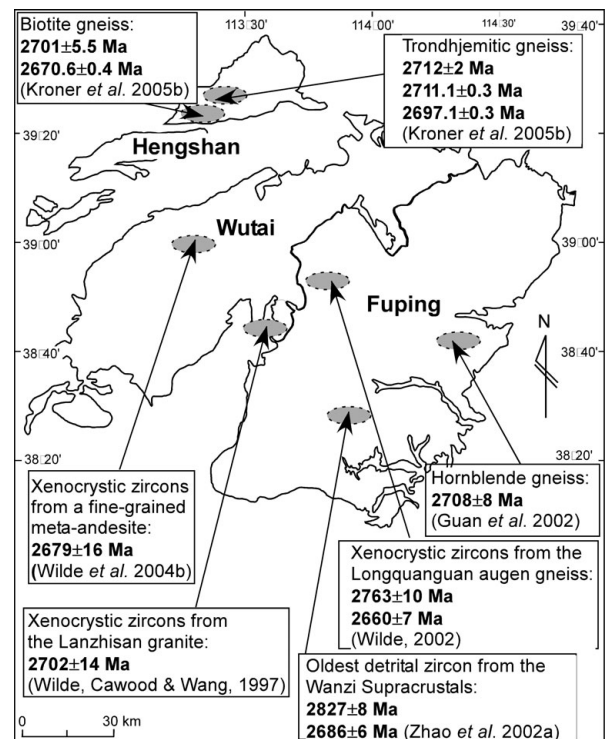 113□30'
114□00'
114□30'
39□40'
Biotite gneiss:
2701±5.5 Ma
2670.6±0.4 Ma
(Kroner et al. 2005b)
Trondhjemitic gneiss:
2712±2 Ma
2711.1±0.3 Ma
2697.1±0.3 Ma
(Kroner et al. 2005b)
39□20'
39□20'
Hengshan
Wutai
39□00'
39□00'
Fuping
N
38□40'
38□40'
38□20'
38□20'
Xenocrystic zircons
from a fine-grained
meta-andesite:
2679±16 Ma
(Wilde et al. 2004b)
Hornblende gneiss:
2708±8 Ma
(Guan et al. 2002)
Xenocrystic zircons from the
Longquanguan augen gneiss:
2763±10 Ma
2660±7 Ma
(Wilde, 2002)
Xenocrystic zircons from
the Lanzhisan granite:
2702±14 Ma
(Wilde, Cawood & Wang, 1997)
Oldest detrital zircon from the
Wanzi Supracrustals:
2827±8 Ma
2686±6 Ma (Zhao et al. 2002a)
0 30 km